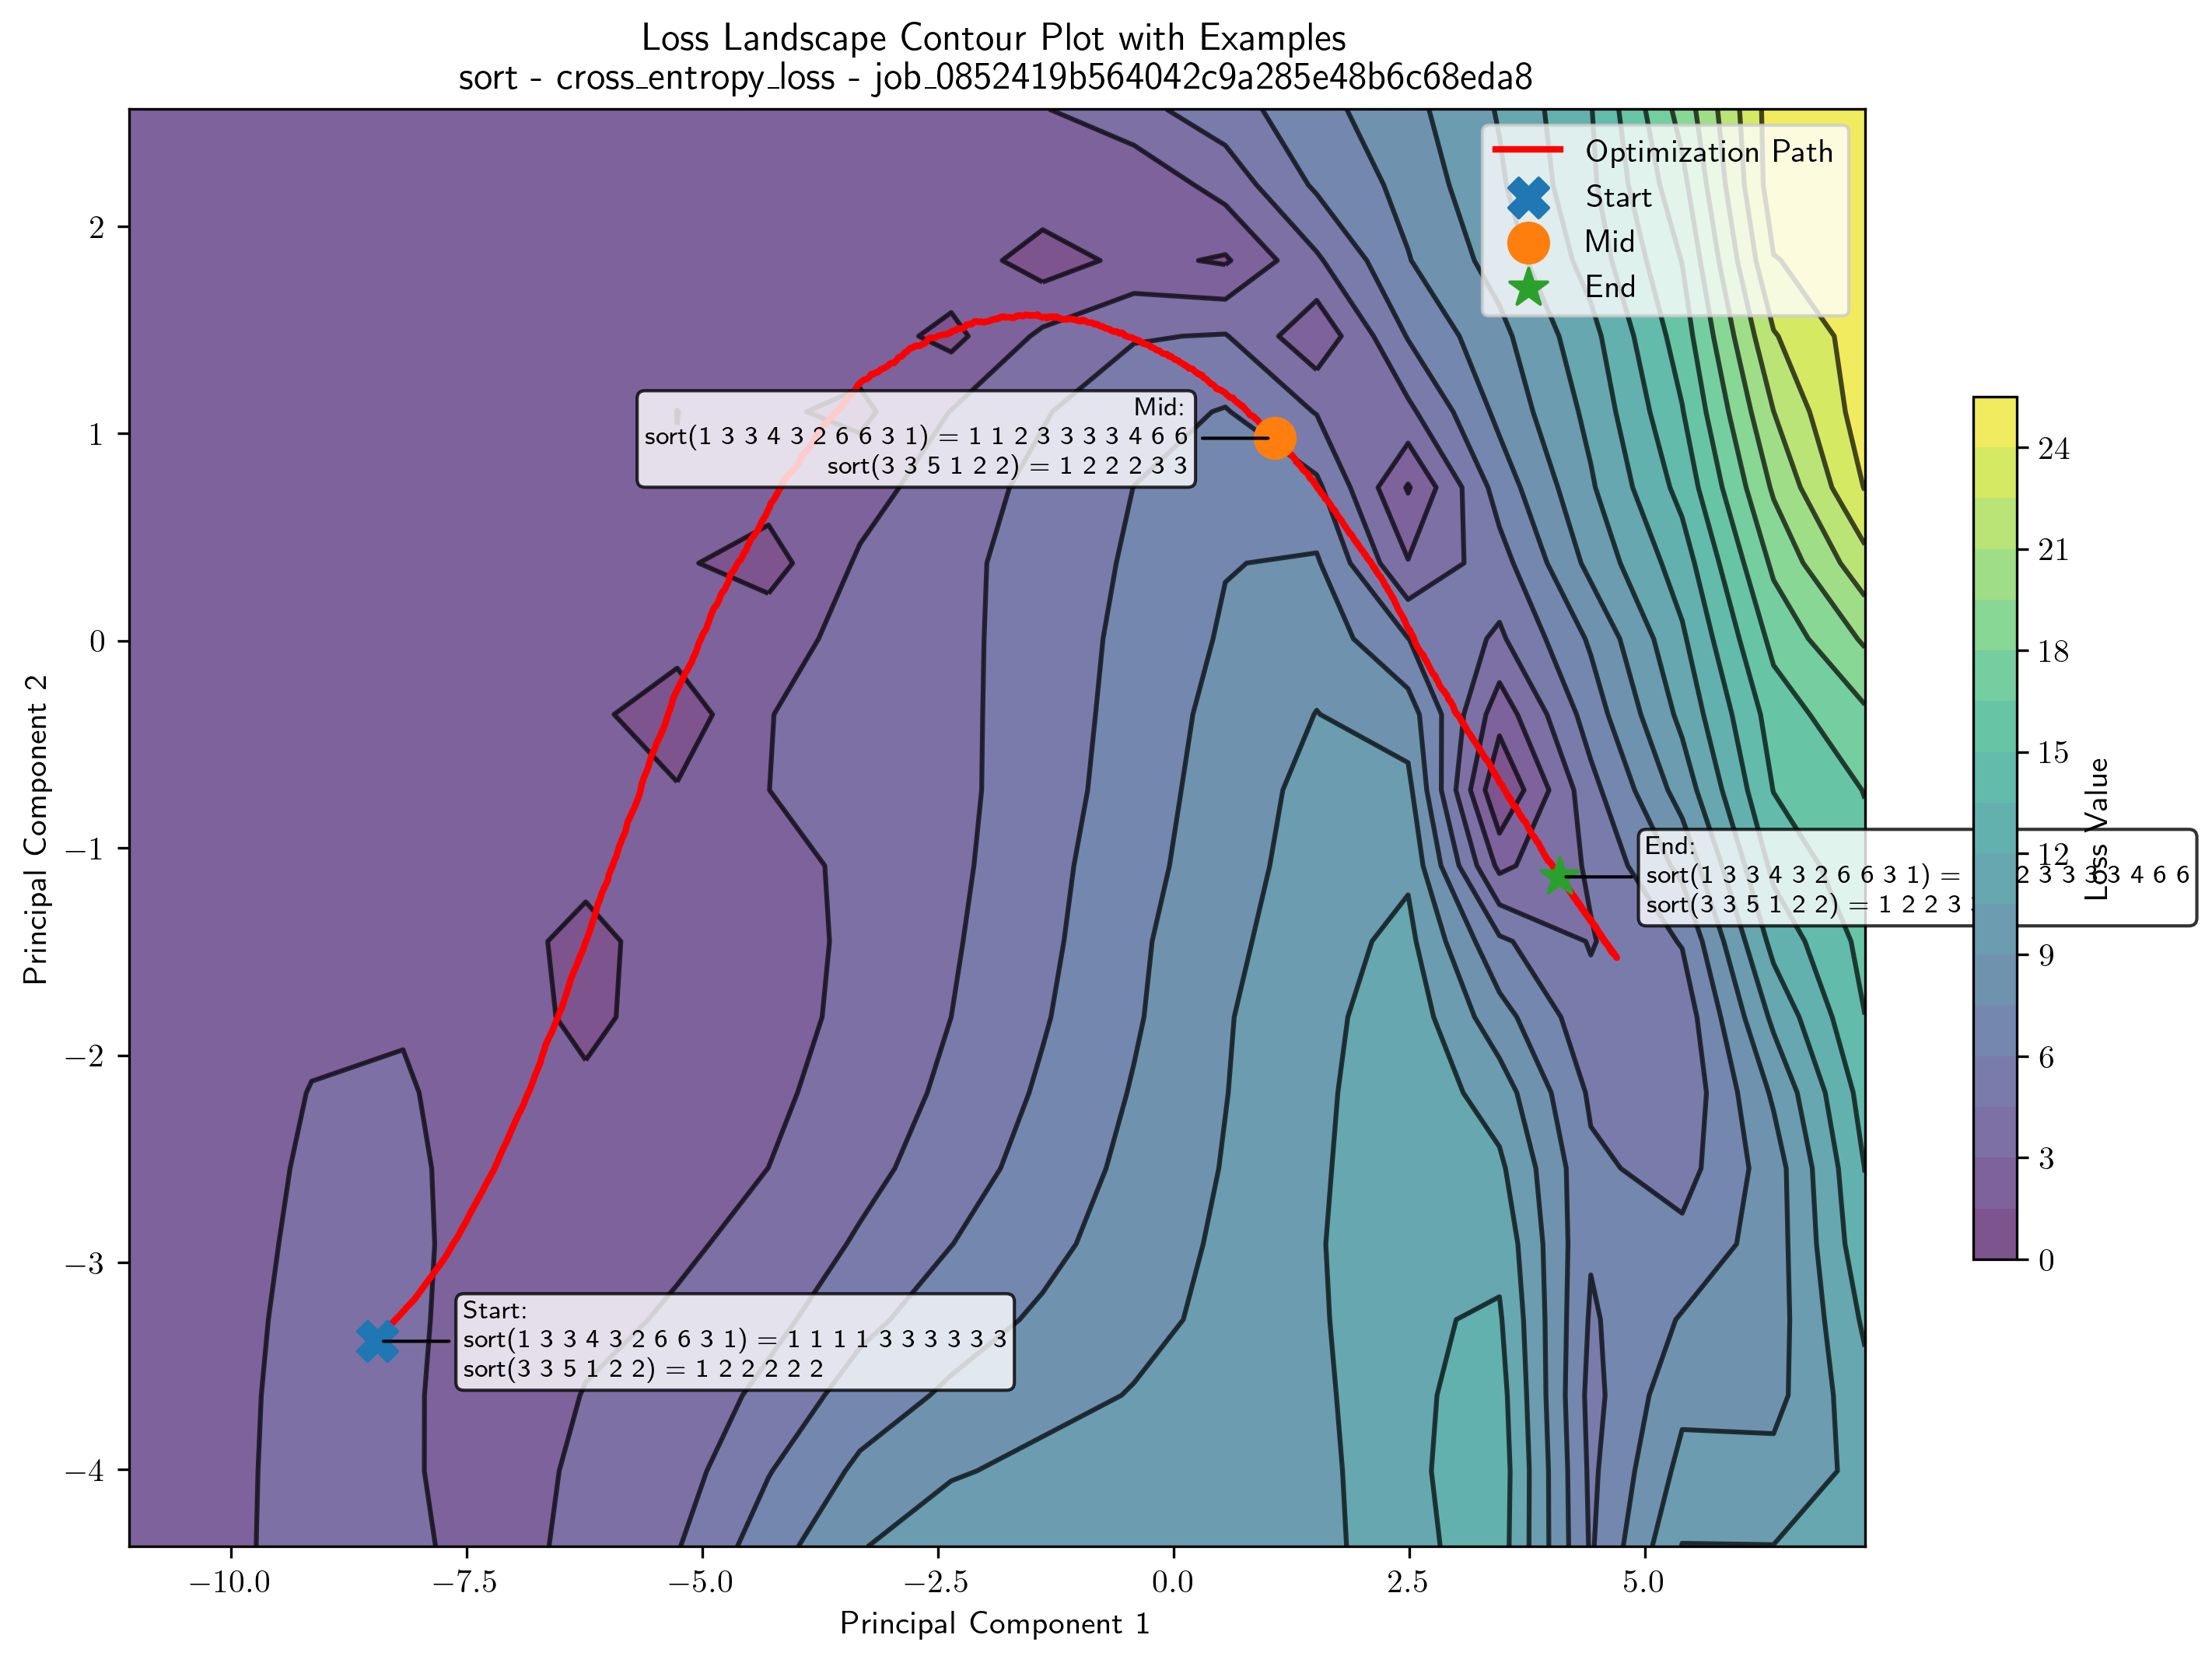 Loss Landscape Contour Plot with Examples
sort - cross_entropy_loss - job_0852419b564042c9a285e48b6c68eda8
Optimization Path
Start
Mid
End
Mid:
sort(1 3 3 4 3 2 6 6 3 1) = 1 1 2 3 3 3 3 4 6 6
sort(3 3 5 1 2 2) = 1 2 2 2 3 3
End:
sort(1 3 3 4 3 2 6 6 3 1) = 2 3 3 3 3 4 6 6
sort(3 3 5 1 2 2) = 1 2 2 3
Start:
sort(1 3 3 4 3 2 6 6 3 1) = 1 1 1 1 3 3 3 3 3 3
sort(3 3 5 1 2 2) = 1 2 2 2 2 2
2
1
0
−1
−2
−3
−4
Principal Component 2
−10.0
−7.5
−5.0
−2.5
0.0
2.5
5.0
Principal Component 1
24
21
18
15
12
9
6
3
0
Loss Value